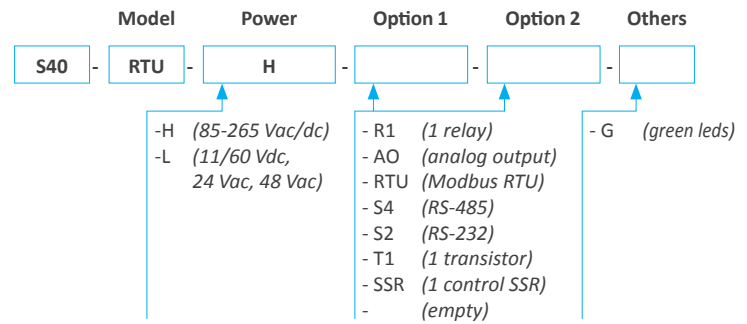 Model Power Option 1 Option 2 Others
S40 - RTU - H - - -
-H (85-265 Vac/dc)
-L (11/60 Vdc,
24 Vac, 48 Vac)
- R1 (1 relay)
- AO (analog output)
- RTU (Modbus RTU)
- S4 (RS-485)
- S2 (RS-232)
- T1 (1 transistor)
- SSR (1 control SSR)
- (empty)
- G (green leds)